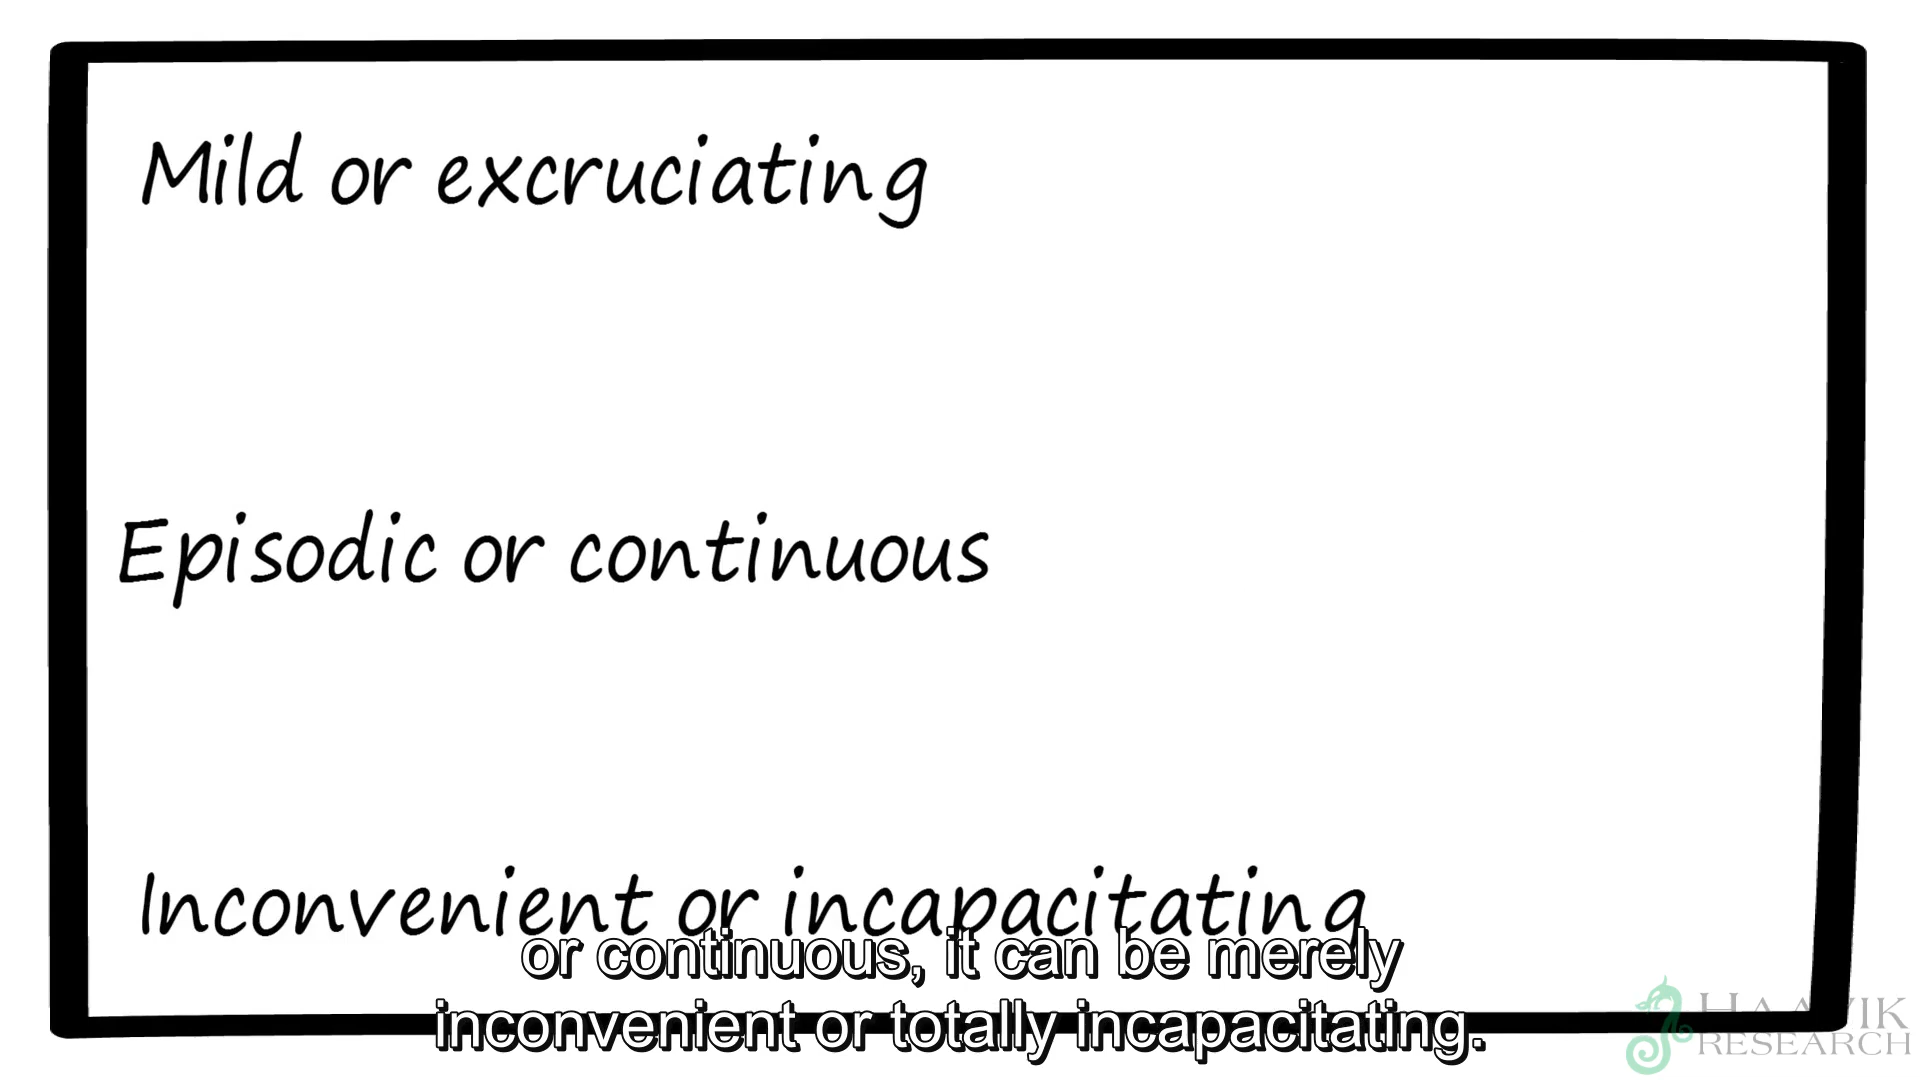 Mild or excruciating
Episodic or continuous
Inconvenient or incapacitating
or continuous, it can be merely
inconvenient or totally incapacitating.
HAAVIK
RESEARCH